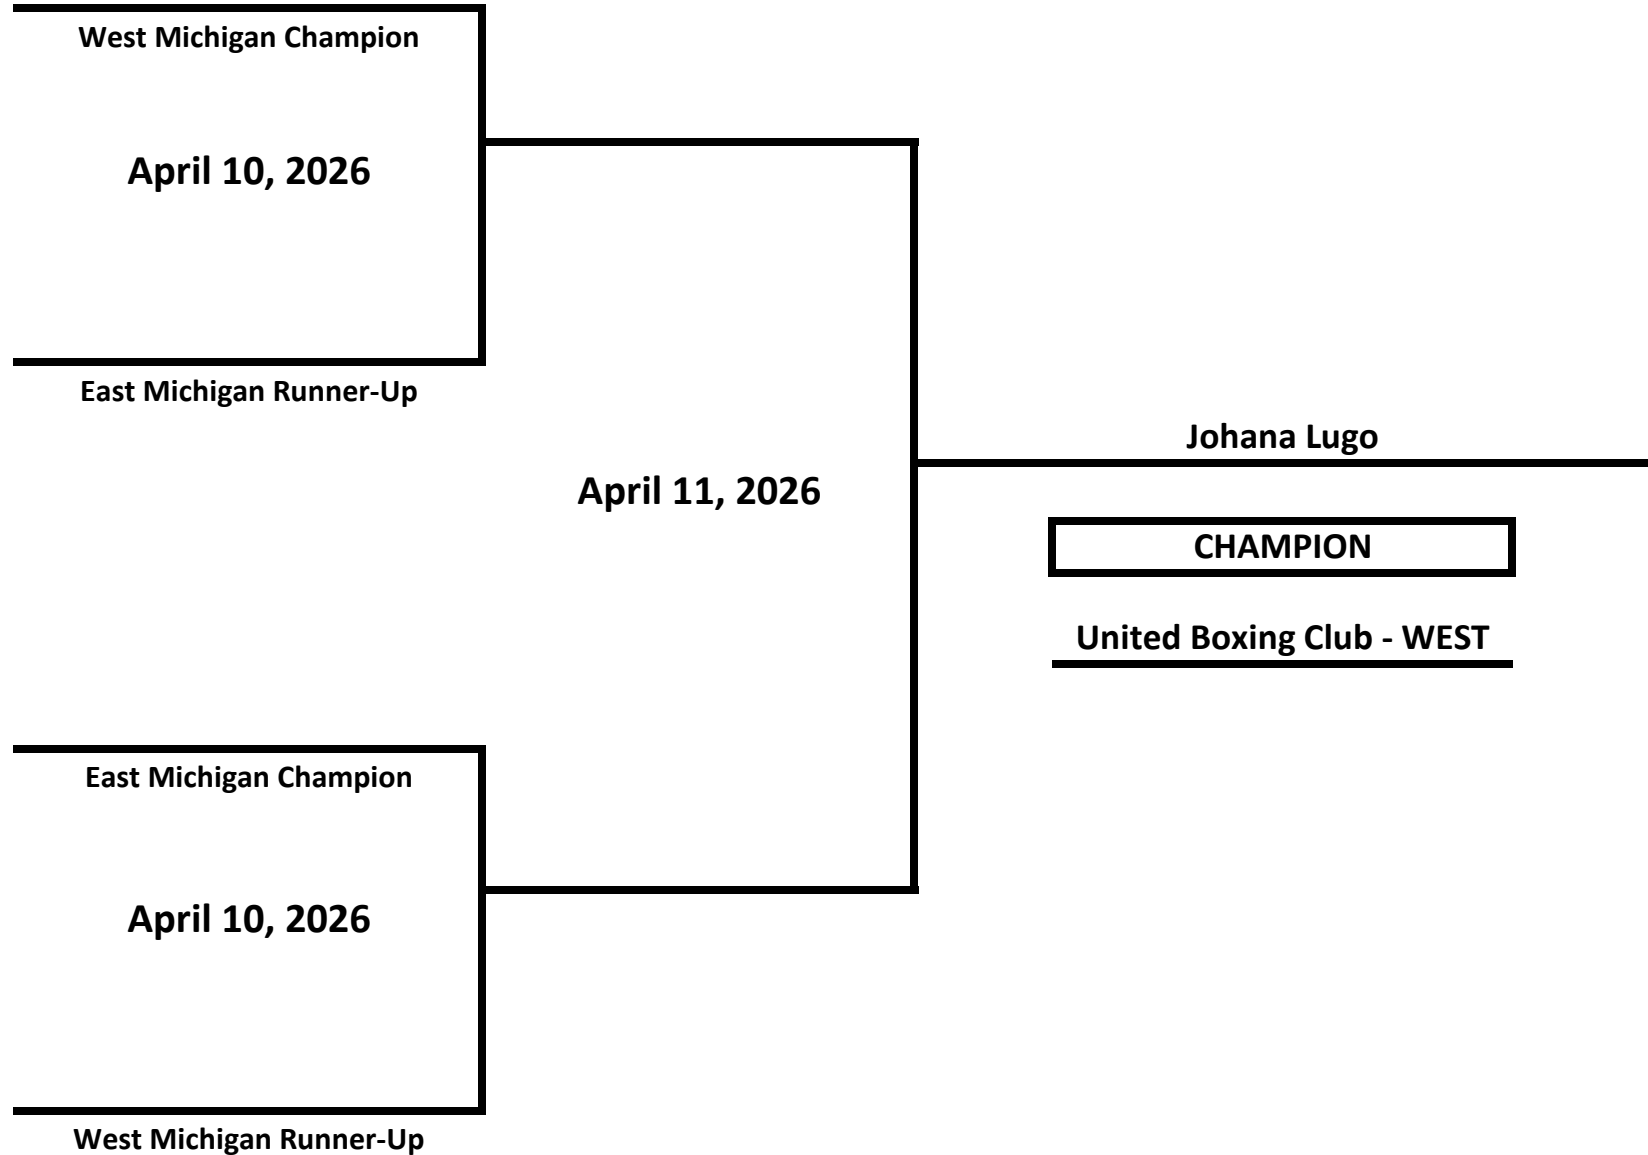 West Michigan Champion
April 10, 2026
East Michigan Runner-Up
Johana Lugo
April 11, 2026
CHAMPION
United Boxing Club - WEST
East Michigan Champion
April 10, 2026
West Michigan Runner-Up